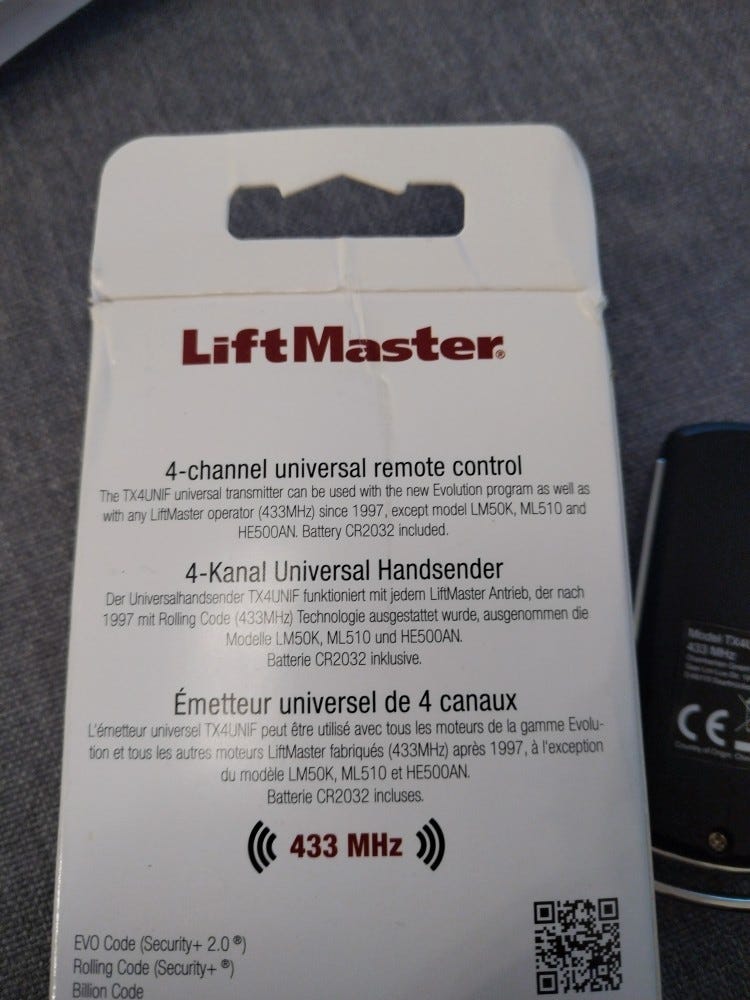 LiftMaster®
4-channel universal remote control
The TX4UNIF universal transmitter can be used with the new Evolution program as well as
with any LiftMaster operator (433MHz) since 1997, except model LM50K, ML510 and
HE500AN. Battery CR2032 included.
4-Kanal Universal Handsender
Der Universalhandsender TX4UNIF funktioniert mit jedem LiftMaster Antrieb, der nach
1997 mit Rolling Code (433MHz) Technologie ausgestattet wurde, ausgenommen die
Modelle LM50K, ML510 und HE500AN.
Batterie CR2032 inklusive.
Émetteur universel de 4 canaux
L'émetteur universel TX4UNIF peut être utilisé avec tous les moteurs de la gamme Evolu-
tion et tous les autres moteurs LiftMaster fabriqués (433MHz) après 1997, à l'exception
du modèle LM50K, ML510 et HE500AN.
Batterie CR2032 incluses.
433 MHz
EVO Code (Security+ 2.0 ®)
Rolling Code (Security+ ®)
Billion Code
Model TX4U
433 MHz
CE
Country of Origin: